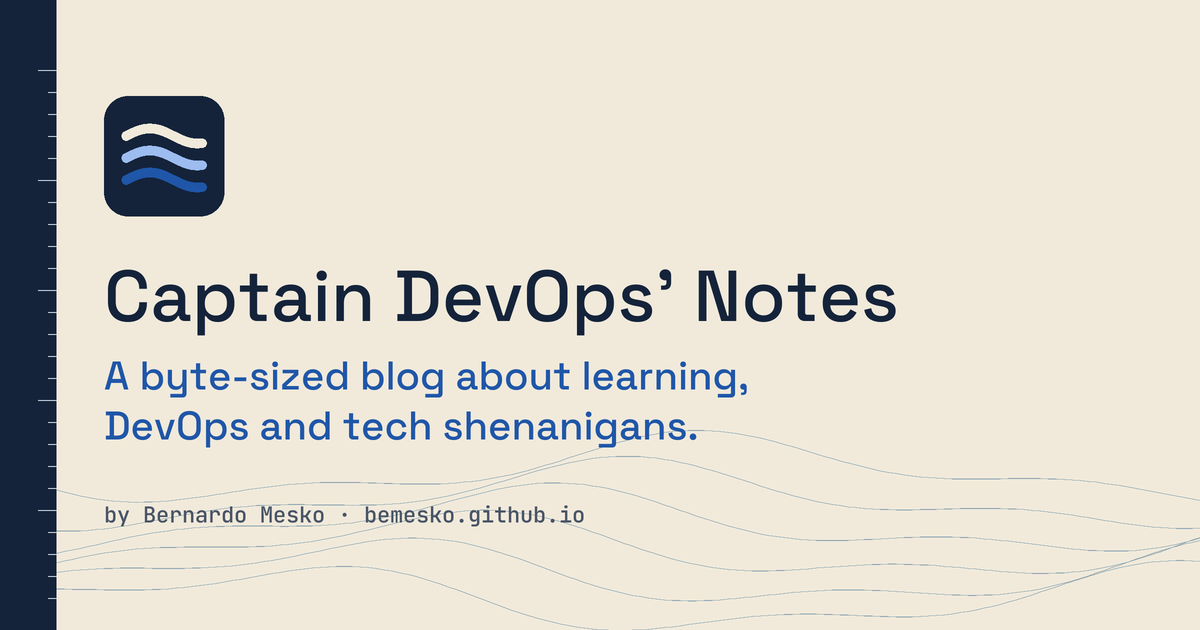 Captain DevOps’ Notes
A byte-sized blog about learning,
DevOps and tech shenanigans.
by Bernardo Mesko · bemesko.github.io